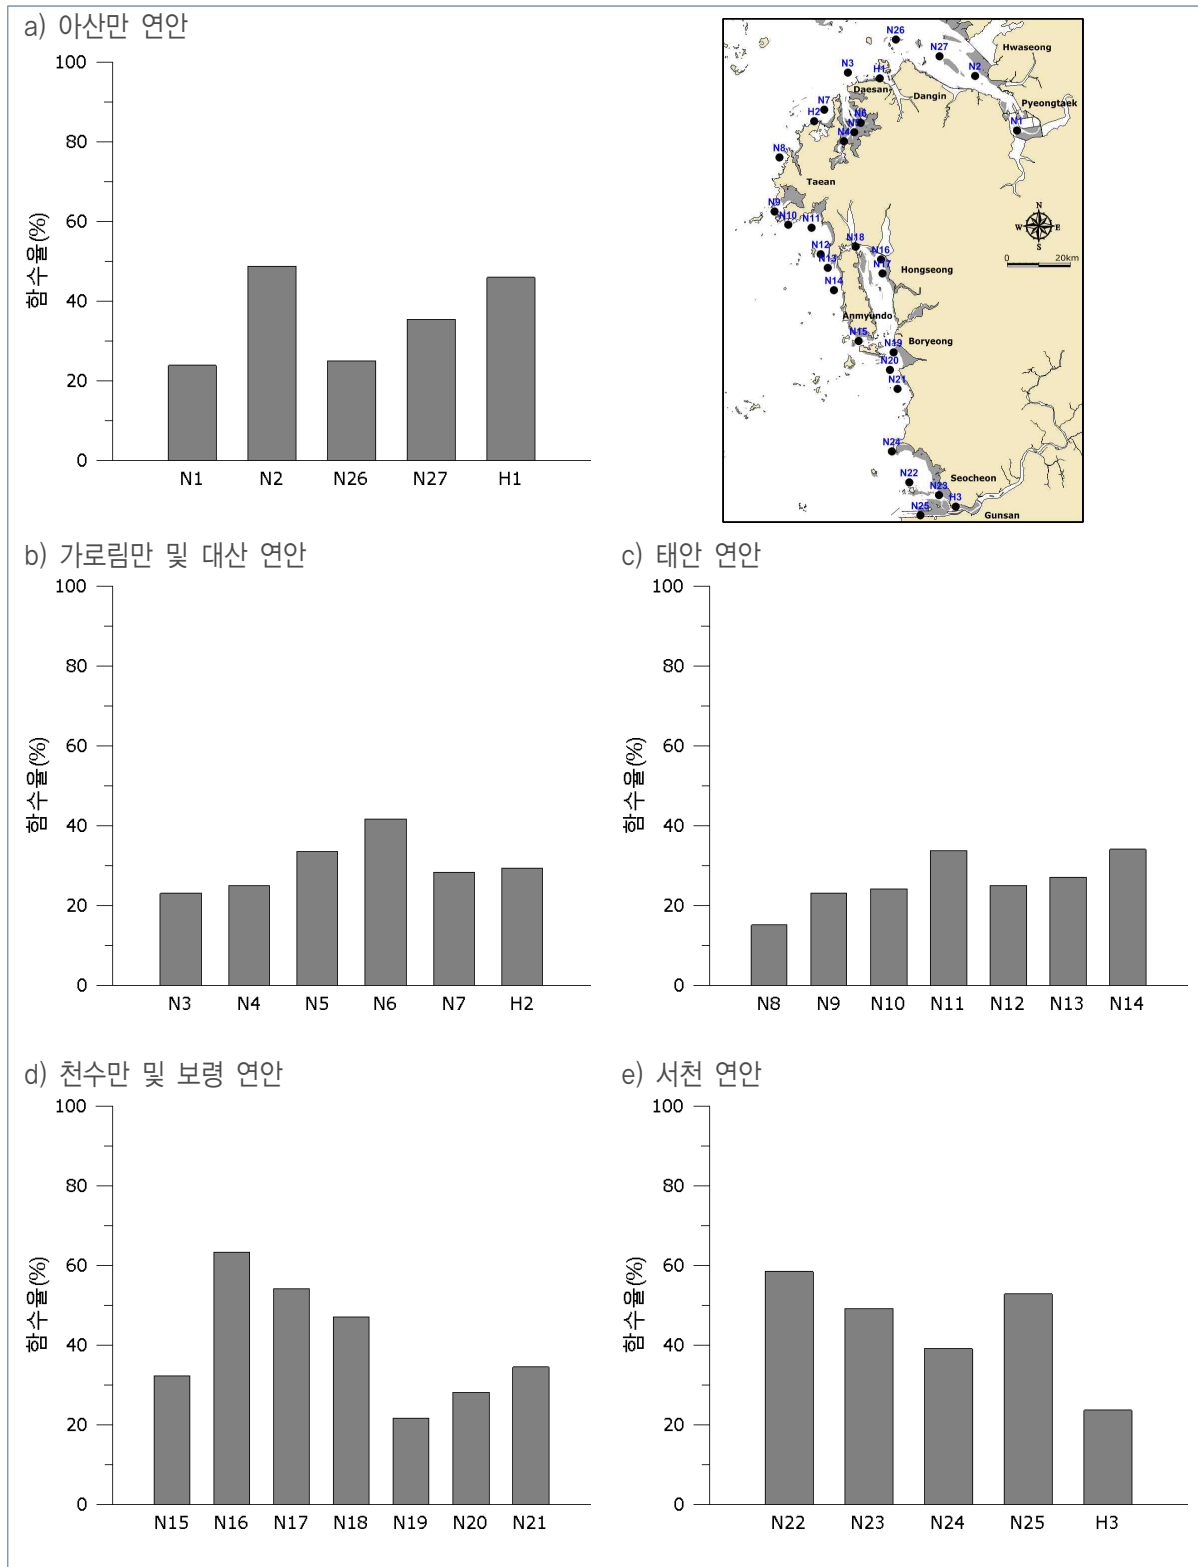 a) 아산만 연안
100
80
60
40
20
0
함수율(%)
N1 N2 N26 N27 H1
N26
N27
Hwaseong
N3
H1
N2
Daesan
Dangin
Pyeongtaek
N7
H2
N6
N5
N4
N1
N8
Taean
N9
N10
N11
N
W E
S
N18
N12
N16
N13
N17
Hongseong
0 20km
N14
Anmyundo
N15
N19
Boryeong
N20
N21
N24
N22
Seocheon
N23
H3
N25
Gunsan
b) 가로림만 및 대산 연안
100
80
60
40
20
0
함수율(%)
N3 N4 N5 N6 N7 H2
c) 태안 연안
100
80
60
40
20
0
함수율(%)
N8 N9 N10 N11 N12 N13 N14
d) 천수만 및 보령 연안
100
80
60
40
20
0
함수율(%)
N15 N16 N17 N18 N19 N20 N21
e) 서천 연안
100
80
60
40
20
0
함수율(%)
N22 N23 N24 N25 H3